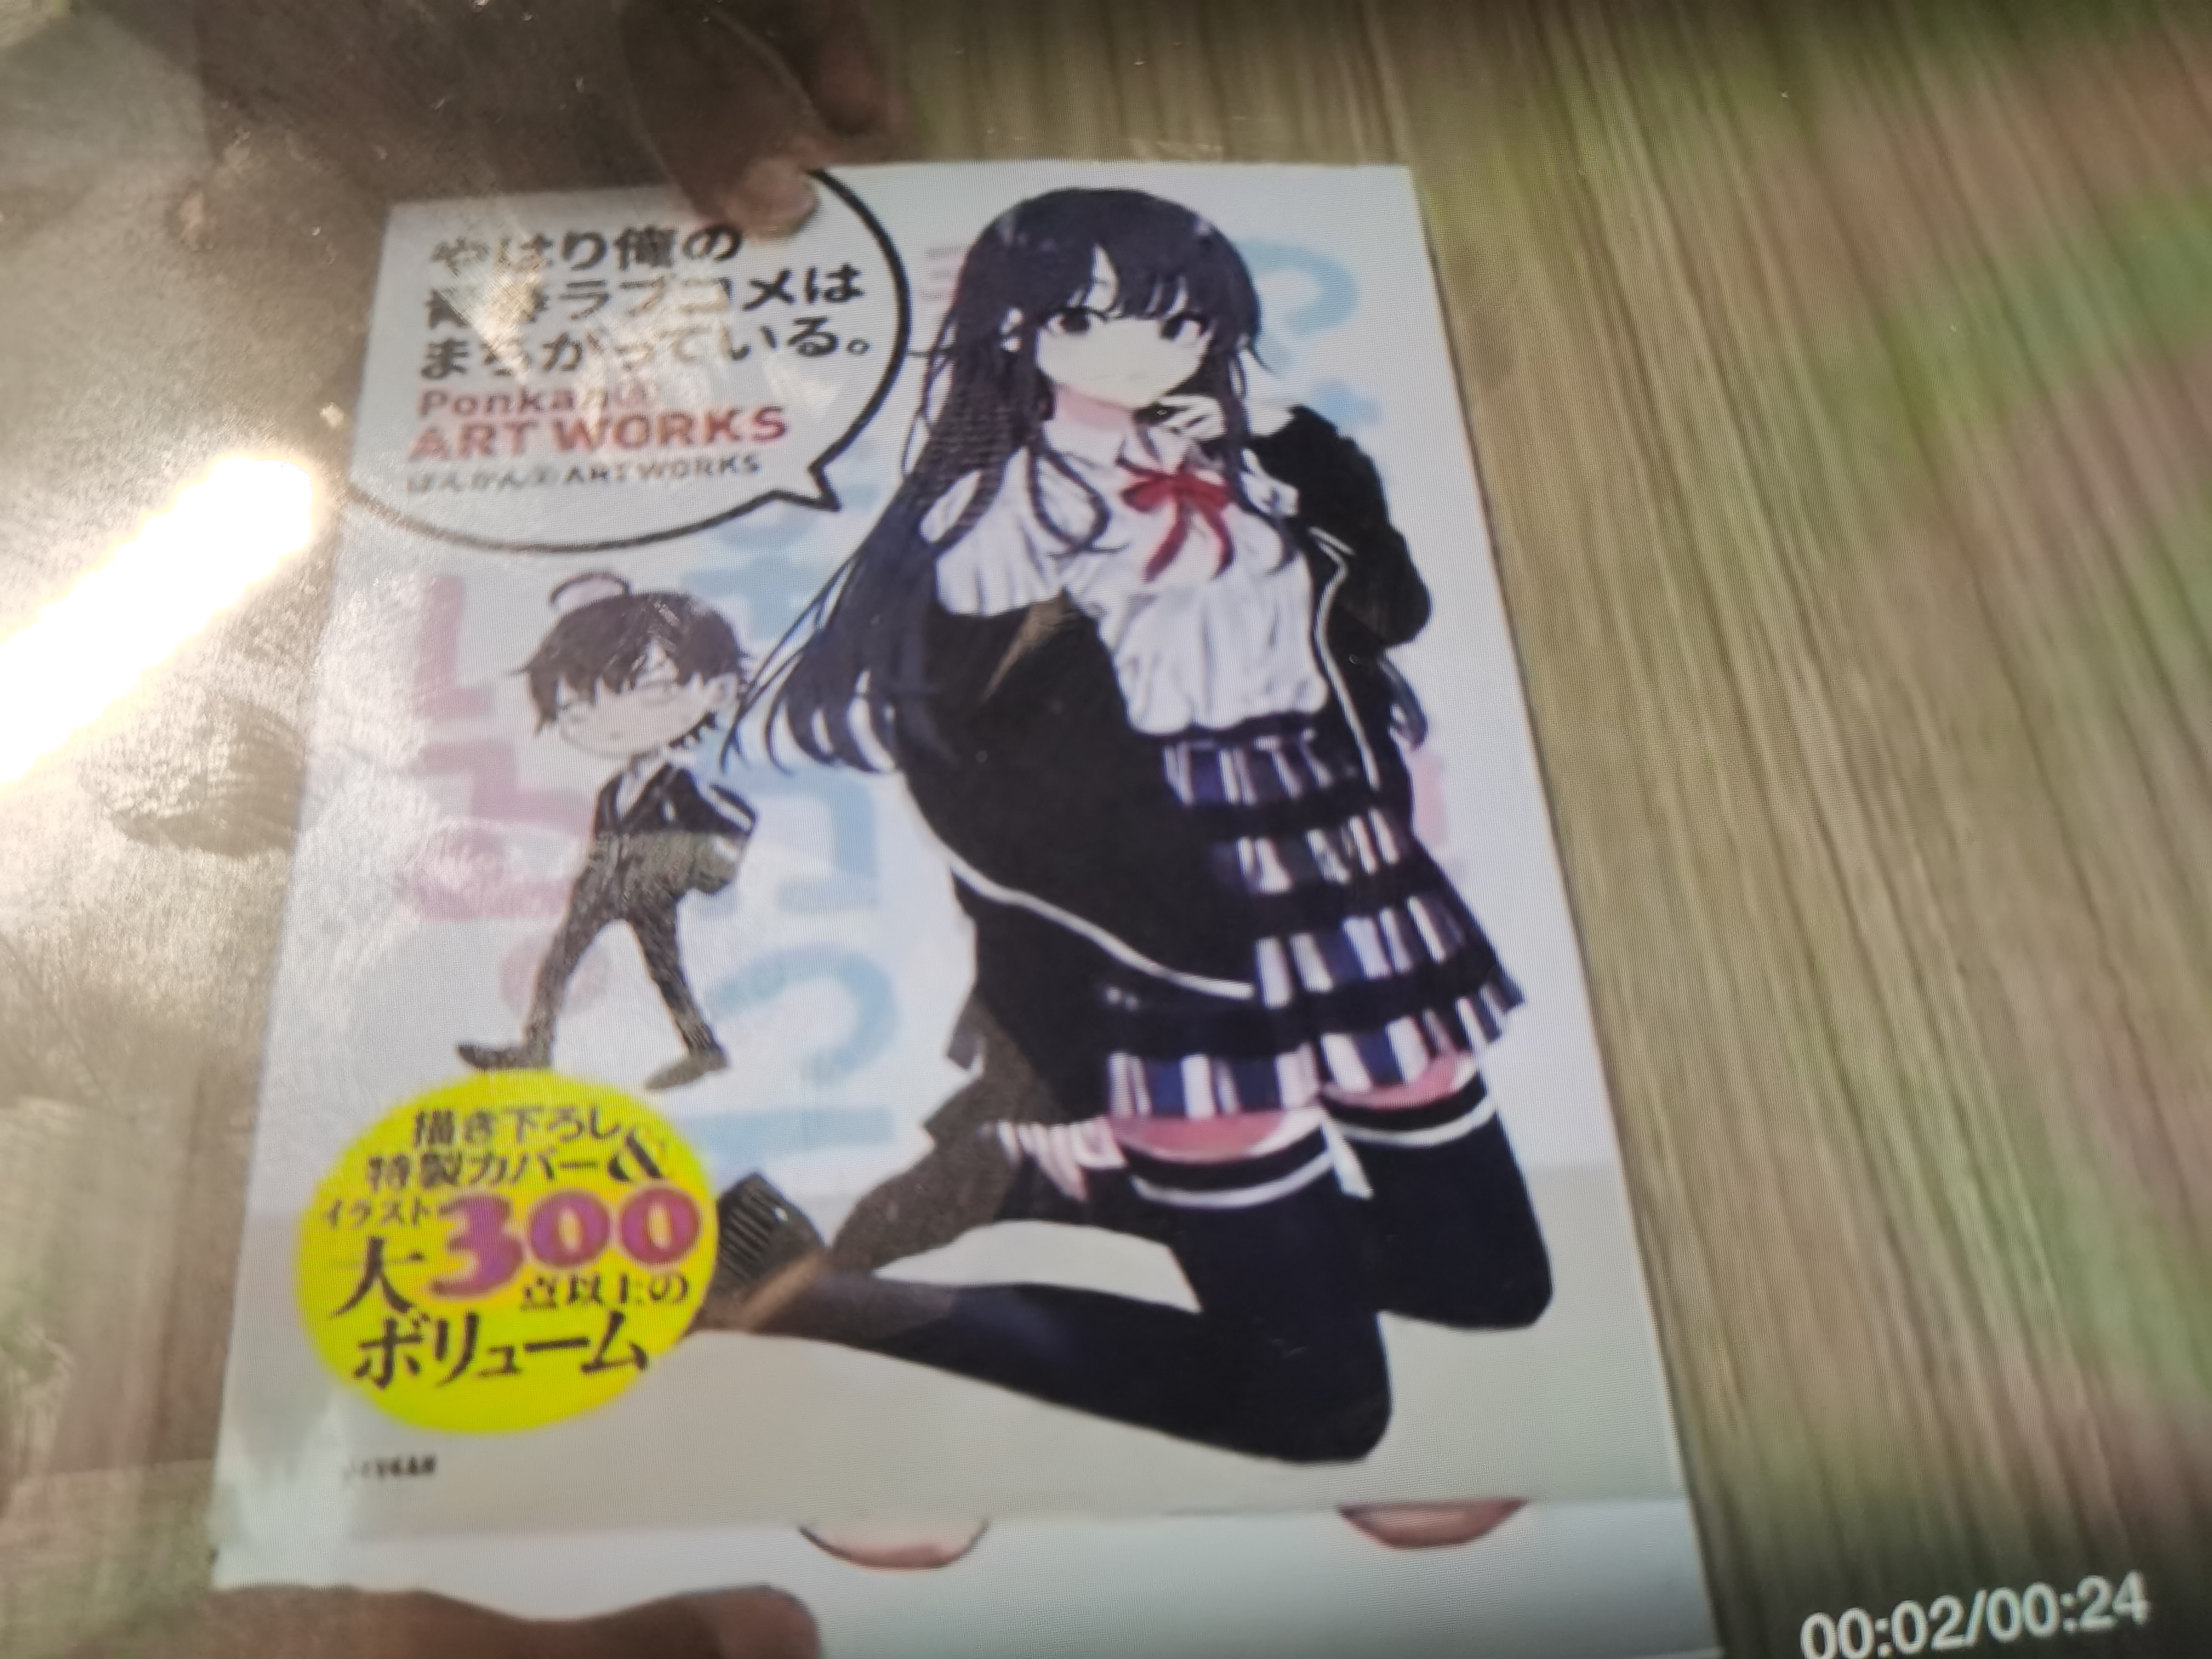 やはり俺の
青春ラブコメは
まちがっている。
Ponkan⑧
ART WORKS
ぽんかん⑧ ART WORKS
描き下ろし
特製カバー&
イラスト
大300
点以上の
ボリューム
00:02/00:24